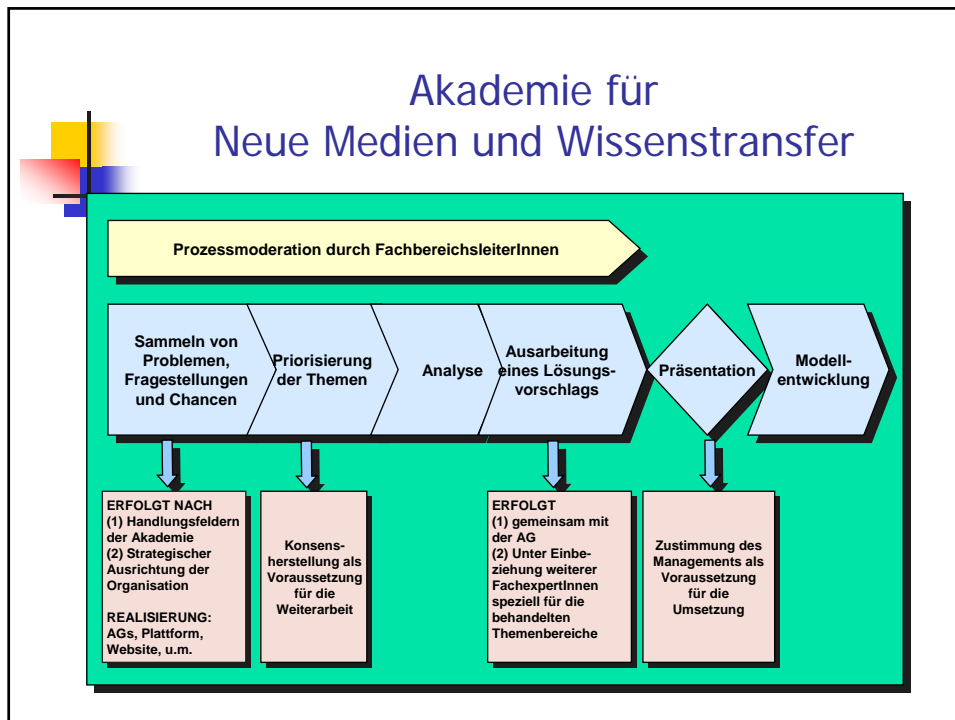 Akademie für
Neue Medien und Wissenstransfer
Prozessmoderation durch FachbereichsleiterInnen
Sammeln von
Problemen,
Fragestellungen
und Chancen
Priorisierung
der Themen
Analyse
Ausarbeitung
eines Lösungs-
vorschlags
Präsentation
Modell-
entwicklung
ERFOLGT NACH
(1) Handlungsfeldern
der Akademie
(2) Strategischer
Ausrichtung der
Organisation
REALISIERUNG:
AGs, Plattform,
Website, u.m.
Konsens-
herstellung als
Voraussetzung
für die
Weiterarbeit
ERFOLGT
(1) gemeinsam mit
der AG
(2) Unter Einbe-
ziehung weiterer
FachexpertInnen
speziell für die
behandelten
Themenbereiche
Zustimmung des
Managements als
Voraussetzung
für die
Umsetzung